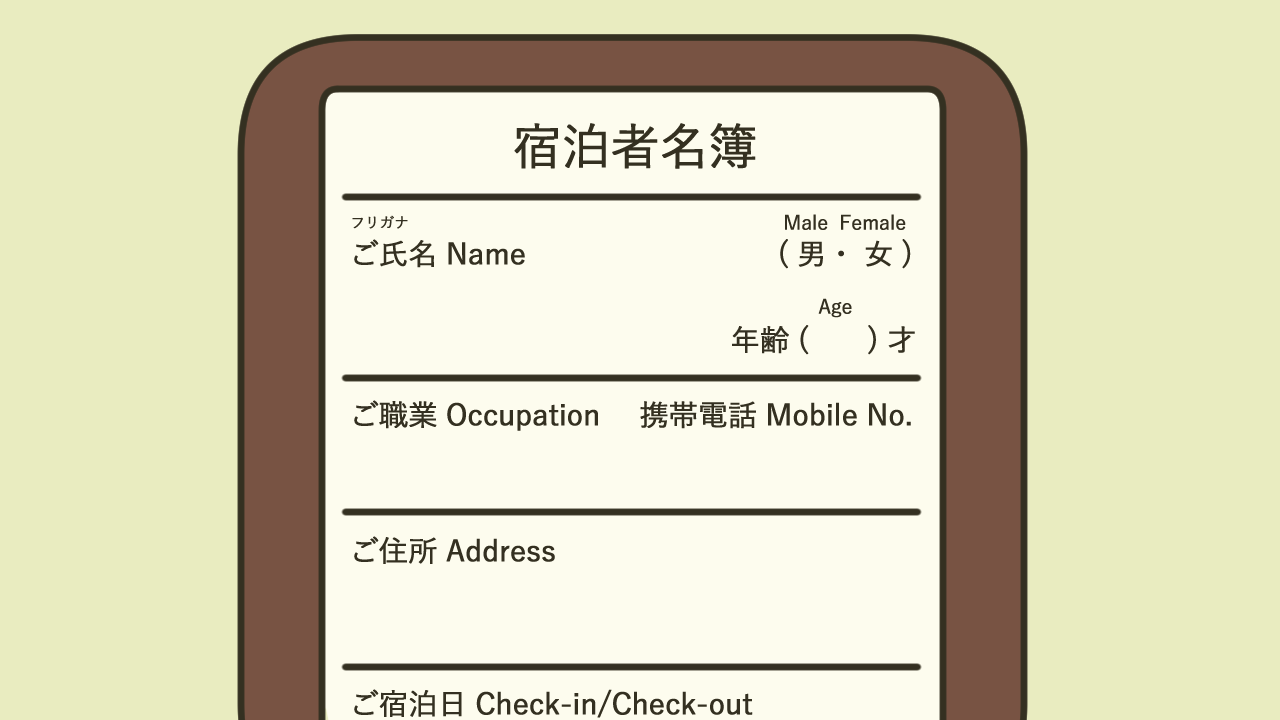 宿泊者名簿
フリガナ
ご氏名 Name
Male Female
( 男・ 女 )
Age
年齢 ( ) 才
ご職業 Occupation 携帯電話 Mobile No.
ご住所 Address
ご宿泊日 Check-in/Check-out